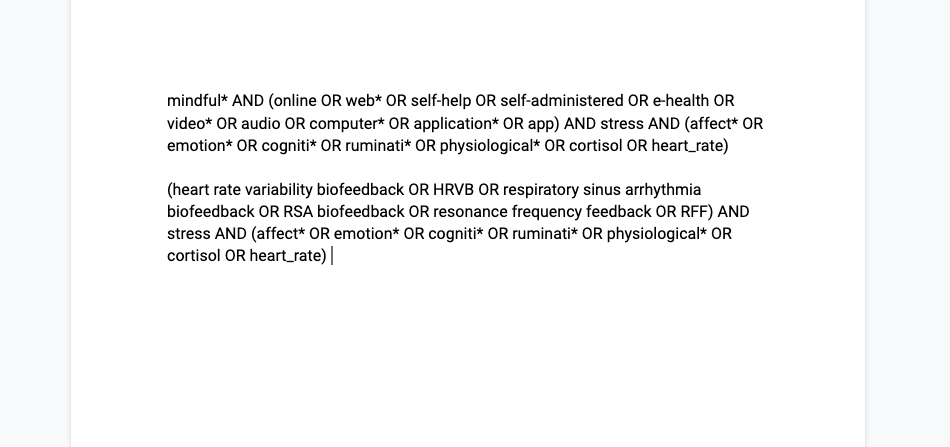 mindful* AND (online OR web* OR self-help OR self-administered OR e-health OR
video* OR audio OR computer* OR application* OR app) AND stress AND (affect* OR
emotion* OR cogniti* OR ruminati* OR physiological* OR cortisol OR heart_rate)
(heart rate variability biofeedback OR HRVB OR respiratory sinus arrhythmia
biofeedback OR RSA biofeedback OR resonance frequency feedback OR RFF) AND
stress AND (affect* OR emotion* OR cogniti* OR ruminati* OR physiological* OR
cortisol OR heart_rate)